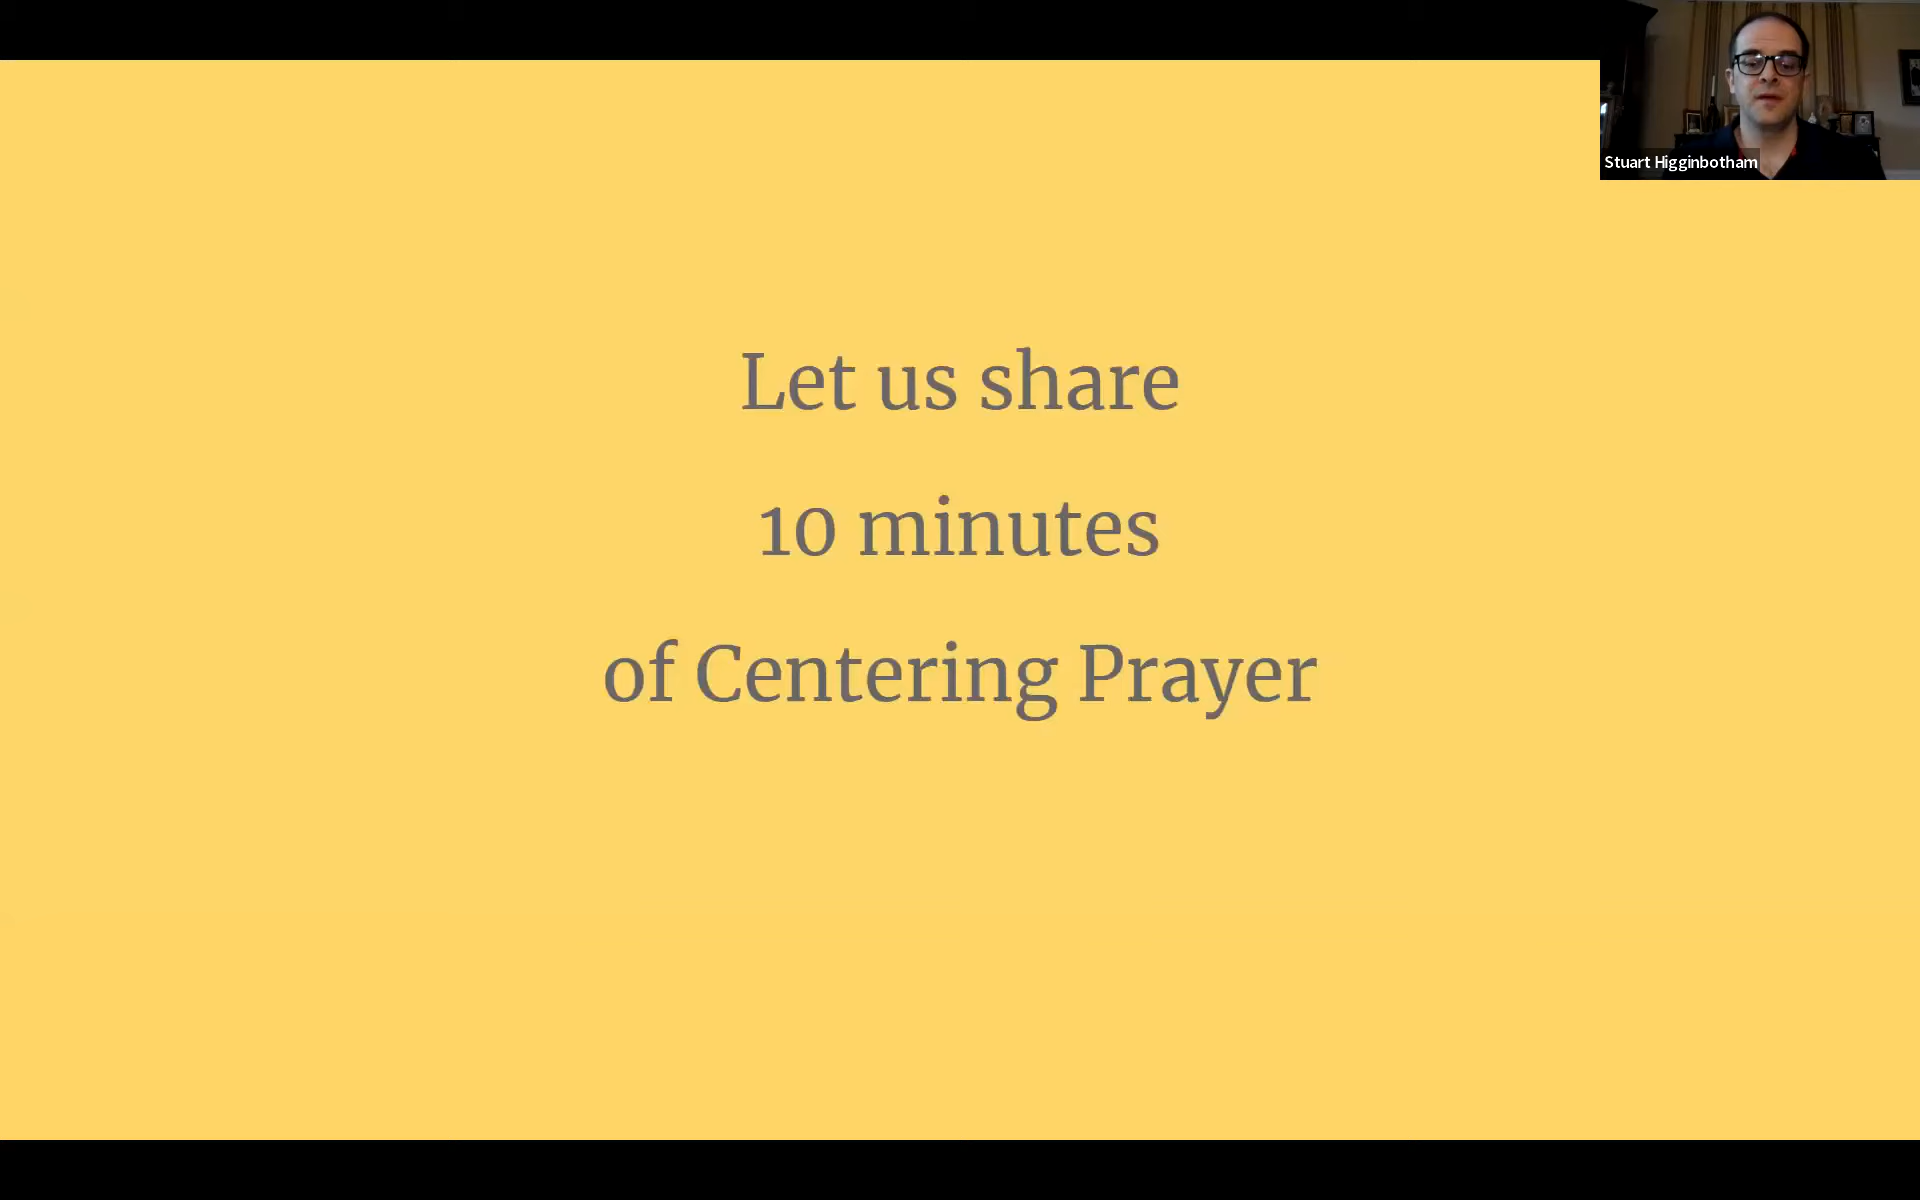 Let us share
10 minutes
of Centering Prayer
Stuart Higginbotham